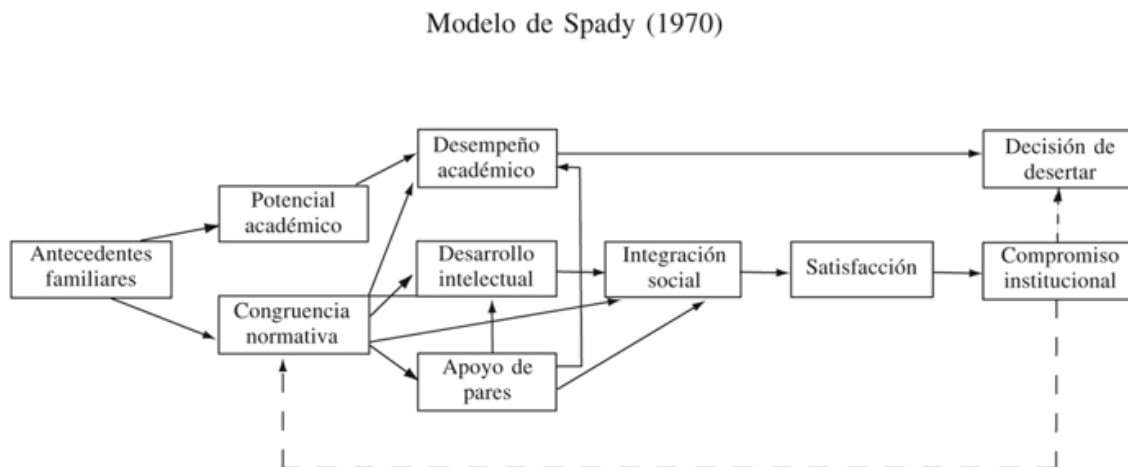 Modelo de Spady (1970)
Desempeño
académico
Decisión de
desertar
Potencial
académico
Antecedentes
familiares
Desarrollo
intelectual
Integración
social
Satisfacción
Compromiso
institucional
Congruencia
normativa
Apoyo de
pares